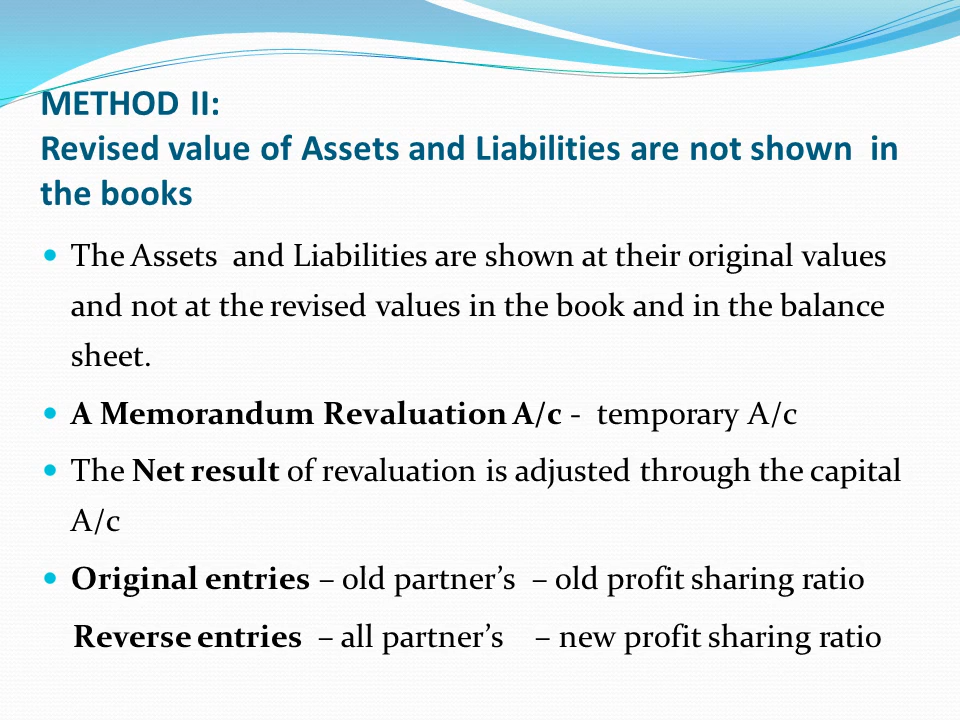 METHOD II:
Revised value of Assets and Liabilities are not shown  in
the books
The Assets  and Liabilities are shown at their original values
and not at the revised values in the book and in the balance
sheet.
A Memorandum Revaluation A/c -  temporary A/c
The Net result of revaluation is adjusted through the capital
A/c
Original entries – old partner’s  – old profit sharing ratio
Reverse entries  – all partner’s    – new profit sharing ratio